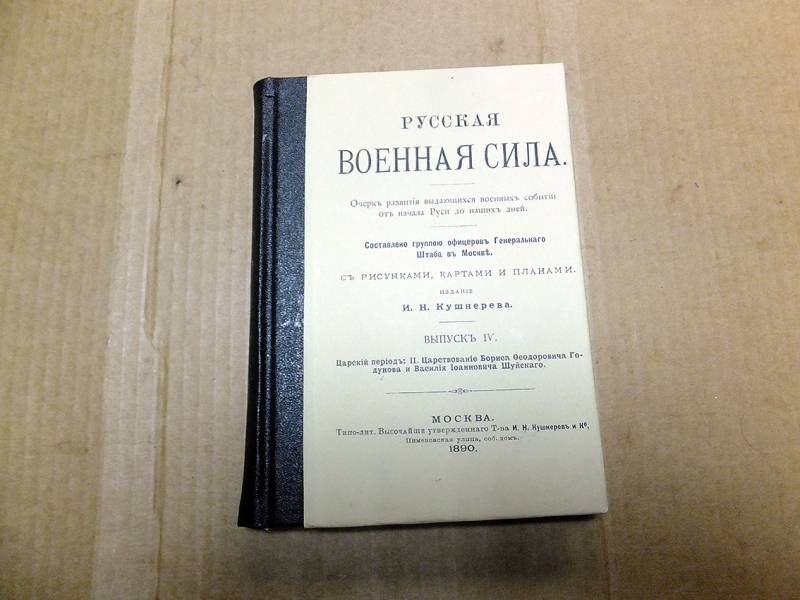 РУССКАЯ
ВОЕННАЯ СИЛА.
Очеркъ развитія выдающихся военныхъ событій
отъ начала Руси до нашихъ дней.
Составлено группою офицеровъ Генеральнаго
Штаба въ Москвѣ.
СЪ РИСУНКАМИ, КАРТАМИ И ПЛАНАМИ.
ИЗДАНІЕ
И. Н. Кушнерева.
ВЫПУСКЪ IV.
Царскій періодъ: II. Царствованіе Бориса Ѳеодоровича Го-
дунова и Василія Іоанновича Шуйскаго.
МОСКВА.
Типо-лит. Высочайше утвержденнаго Т-ва И. Н. Кушнеревъ и Ко,
Пименовская улица, соб. домъ.
1890.